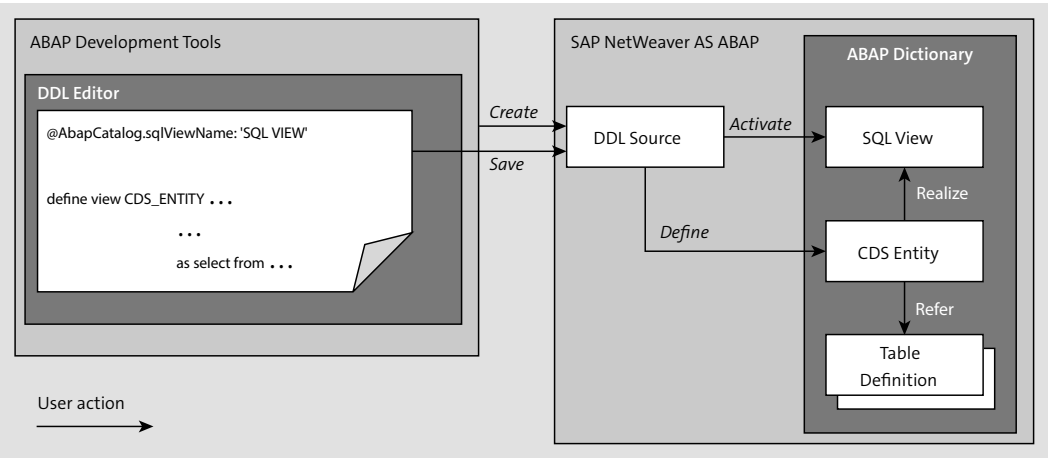 ABAP Development Tools
DDL Editor
@AbapCatalog.sqlViewName: 'SQL VIEW'
define view CDS_ENTITY ...
...
as select from ...
Create
Save
SAP NetWeaver AS ABAP
DDL Source
Activate
Define
ABAP Dictionary
SQL View
Realize
CDS Entity
Refer
Table
Definition
User action